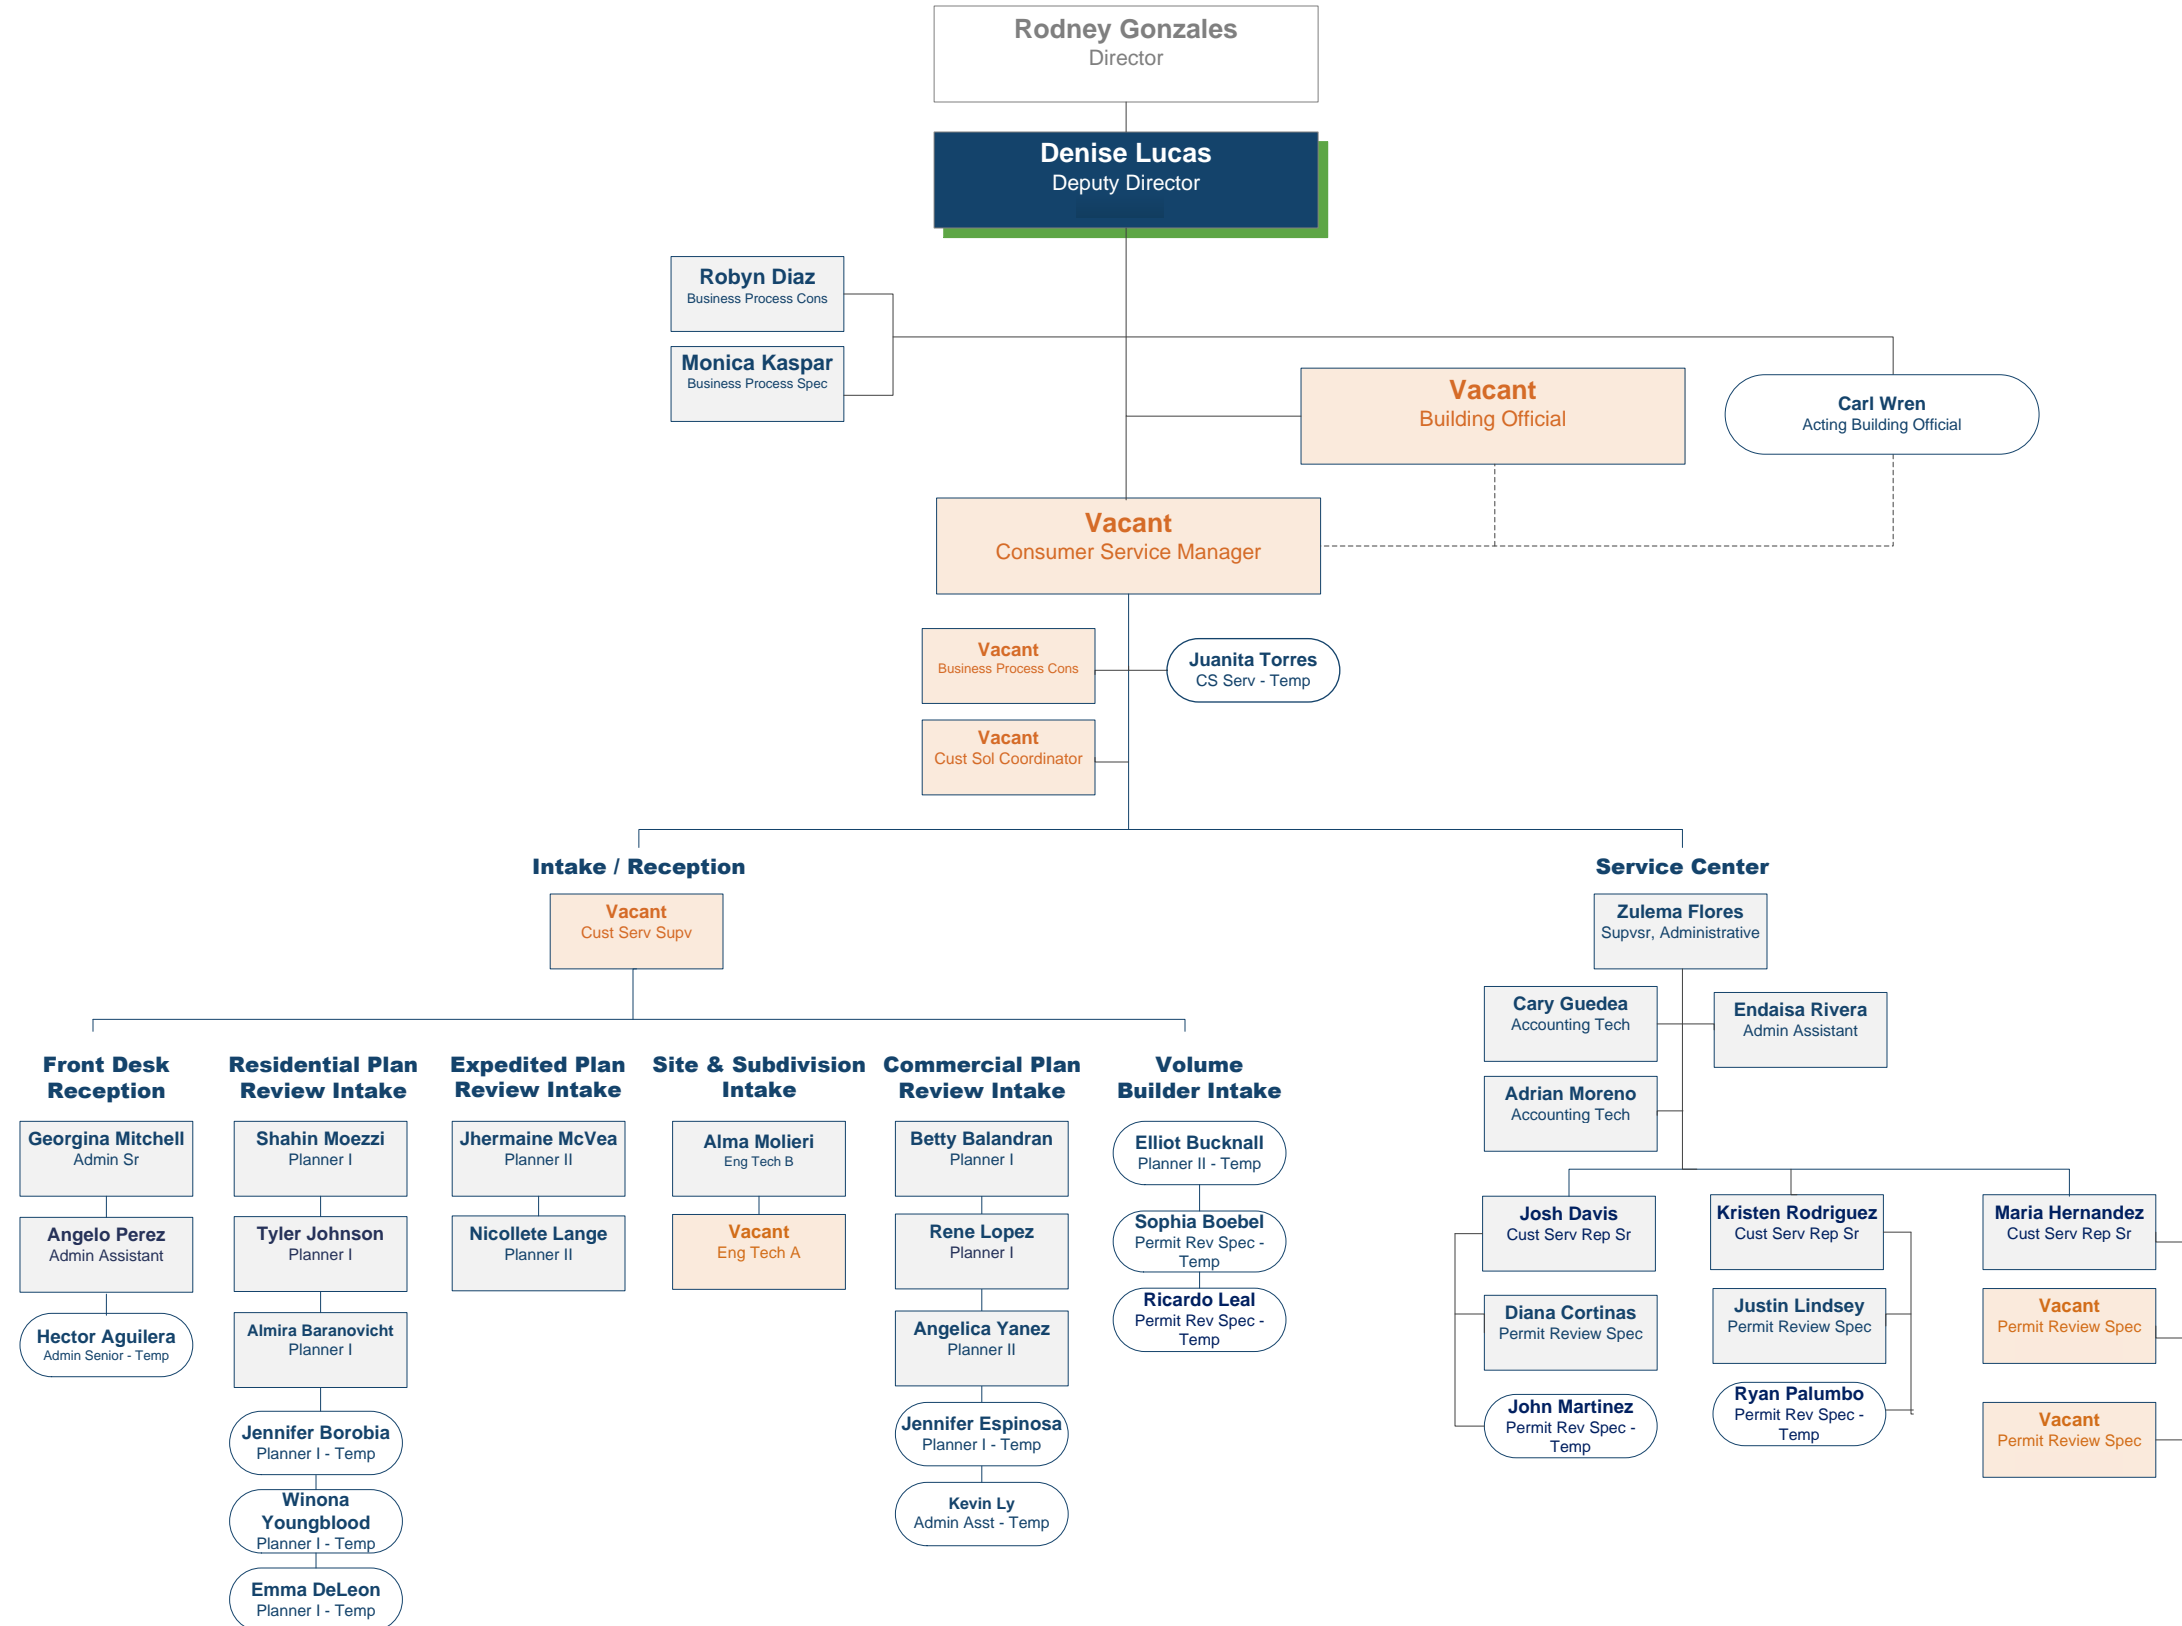 Rodney Gonzales
Director
Denise Lucas
Deputy Director
Robyn Diaz
Business Process Cons
Monica Kaspar
Business Process Spec
Vacant
Building Official
Carl Wren
Acting Building Official
Vacant
Consumer Service Manager
Vacant
Business Process Cons
Juanita Torres
CS Serv - Temp
Vacant
Cust Sol Coordinator
Intake / Reception
Vacant
Cust Serv Supv
Front Desk
Reception
Georgina Mitchell
Admin Sr
Angelo Perez
Admin Assistant
Hector Aguilera
Admin Senior - Temp
Residential Plan
Review Intake
Shahin Moezzi
Planner I
Tyler Johnson
Planner I
Almira Baranovicht
Planner I
Jennifer Borobia
Planner I - Temp
Winona
Youngblood
Planner I - Temp
Emma DeLeon
Planner I - Temp
Expedited Plan
Review Intake
Jhermaine McVea
Planner II
Nicollete Lange
Planner II
Site & Subdivision
Intake
Alma Molieri
Eng Tech B
Vacant
Eng Tech A
Commercial Plan
Review Intake
Betty Balandran
Planner I
Rene Lopez
Planner I
Angelica Yanez
Planner II
Jennifer Espinosa
Planner I - Temp
Kevin Ly
Admin Asst - Temp
Volume
Builder Intake
Elliot Bucknall
Planner II - Temp
Sophia Boebel
Permit Rev Spec -
Temp
Ricardo Leal
Permit Rev Spec -
Temp
Service Center
Zulema Flores
Supvsr, Administrative
Cary Guedea
Accounting Tech
Endaisa Rivera
Admin Assistant
Adrian Moreno
Accounting Tech
Josh Davis
Cust Serv Rep Sr
Diana Cortinas
Permit Review Spec
John Martinez
Permit Rev Spec -
Temp
Kristen Rodriguez
Cust Serv Rep Sr
Justin Lindsey
Permit Review Spec
Ryan Palumbo
Permit Rev Spec -
Temp
Maria Hernandez
Cust Serv Rep Sr
Vacant
Permit Review Spec
Vacant
Permit Review Spec